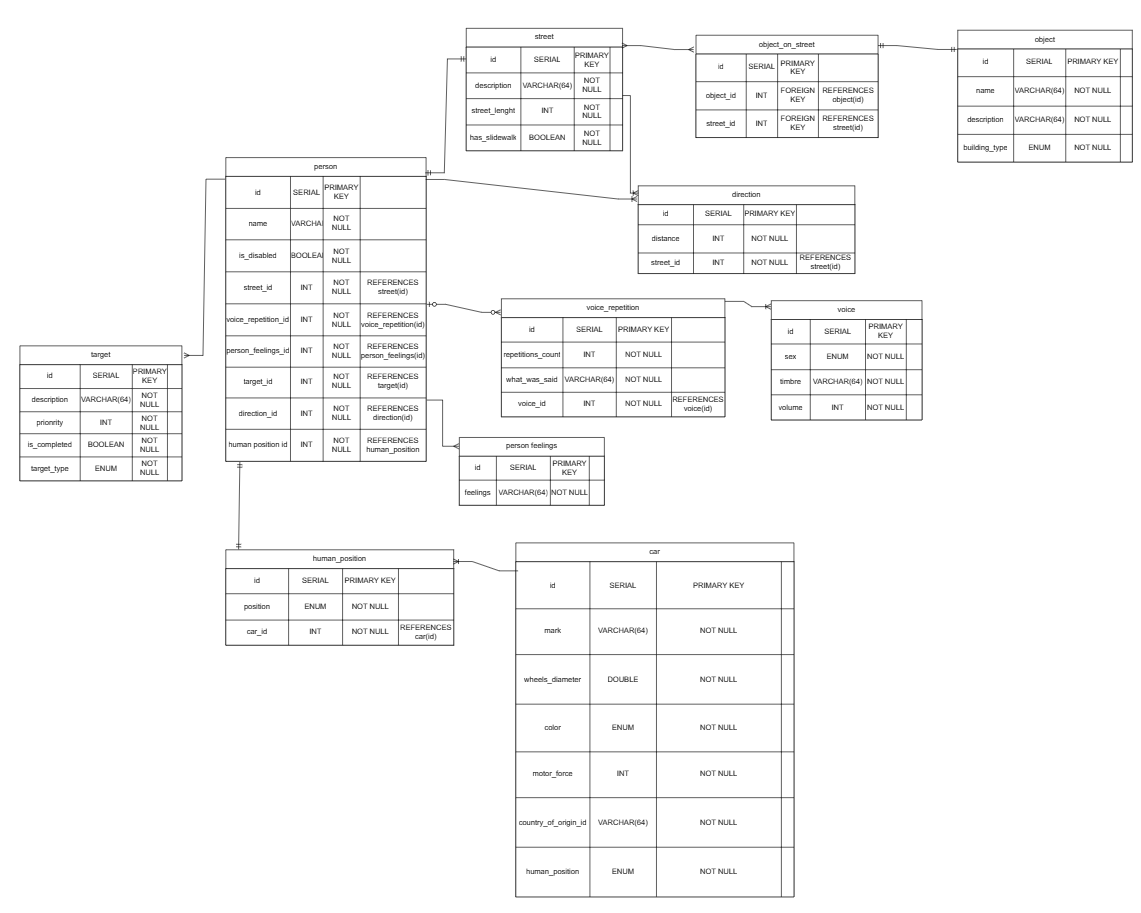 street
id SERIAL PRIMARY KEY
description VARCHAR(64) NOT NULL
street_lenght INT NOT NULL
has_slidewalk BOOLEAN NOT NULL
object_on_street
id SERIAL PRIMARY KEY
object_id INT FOREIGN KEY REFERENCES object(id)
street_id INT FOREIGN KEY REFERENCES street(id)
object
id SERIAL PRIMARY KEY
name VARCHAR(64) NOT NULL
description VARCHAR(64) NOT NULL
building_type ENUM NOT NULL
person
id SERIAL PRIMARY KEY
name VARCHA NOT NULL
is_disabled BOOLEA NOT NULL
street_id INT NOT NULL REFERENCES street(id)
voice_repetition_id INT NOT NULL REFERENCES voice_repetition(id)
person_feelings_id INT NOT NULL REFERENCES person_feelings(id)
target_id INT NOT NULL REFERENCES target(id)
direction_id INT NOT NULL REFERENCES direction(id)
human position id INT NOT NULL REFERENCES human_position
direction
id SERIAL PRIMARY KEY
distance INT NOT NULL
street_id INT NOT NULL REFERENCES street(id)
voice_repetition
id SERIAL PRIMARY KEY
repetitions_count INT NOT NULL
what_was_said VARCHAR(64) NOT NULL
voice_id INT NOT NULL REFERENCES voice(id)
voice
id SERIAL PRIMARY KEY
sex ENUM NOT NULL
timbre VARCHAR(64) NOT NULL
volume INT NOT NULL
target
id SERIAL PRIMARY KEY
description VARCHAR(64) NOT NULL
prionrity INT NOT NULL
is_completed BOOLEAN NOT NULL
target_type ENUM NOT NULL
person feelings
id SERIAL PRIMARY KEY
feelings VARCHAR(64) NOT NULL
human_position
id SERIAL PRIMARY KEY
position ENUM NOT NULL
car_id INT NOT NULL REFERENCES car(id)
car
id SERIAL PRIMARY KEY
mark VARCHAR(64) NOT NULL
wheels_diameter DOUBLE NOT NULL
color ENUM NOT NULL
motor_force INT NOT NULL
country_of_origin_id VARCHAR(64) NOT NULL
human_position ENUM NOT NULL